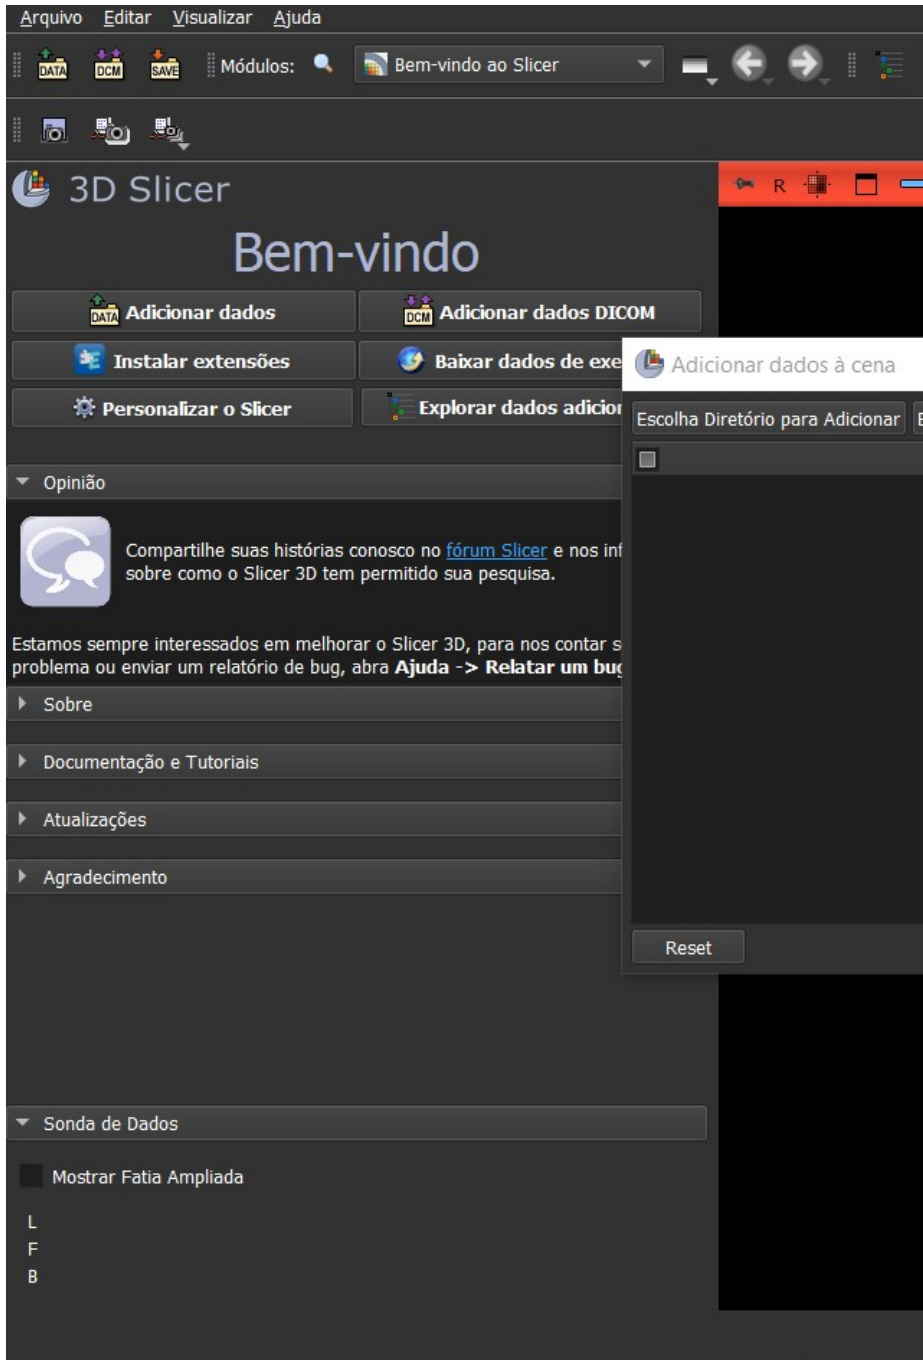 Arquivo Editar Visualizar Ajuda
DATA DCM SAVE Módulos: Bem-vindo ao Slicer
3D Slicer
R
Bem-vindo
DATA Adicionar dados
DCM Adicionar dados DICOM
Instalar extensões
Baixar dados de exe
Personalizar o Slicer
Explorar dados adicion
Adicionar dados à cena
Escolha Diretório para Adicionar
Opinião
Compartilhe suas histórias conosco no fórum Slicer e nos inf
sobre como o Slicer 3D tem permitido sua pesquisa.
Estamos sempre interessados em melhorar o Slicer 3D, para nos contar s
problema ou enviar um relatório de bug, abra Ajuda -> Relatar um bug
Sobre
Documentação e Tutoriais
Atualizações
Agradecimento
Reset
Sonda de Dados
Mostrar Fatia Ampliada
L
F
B